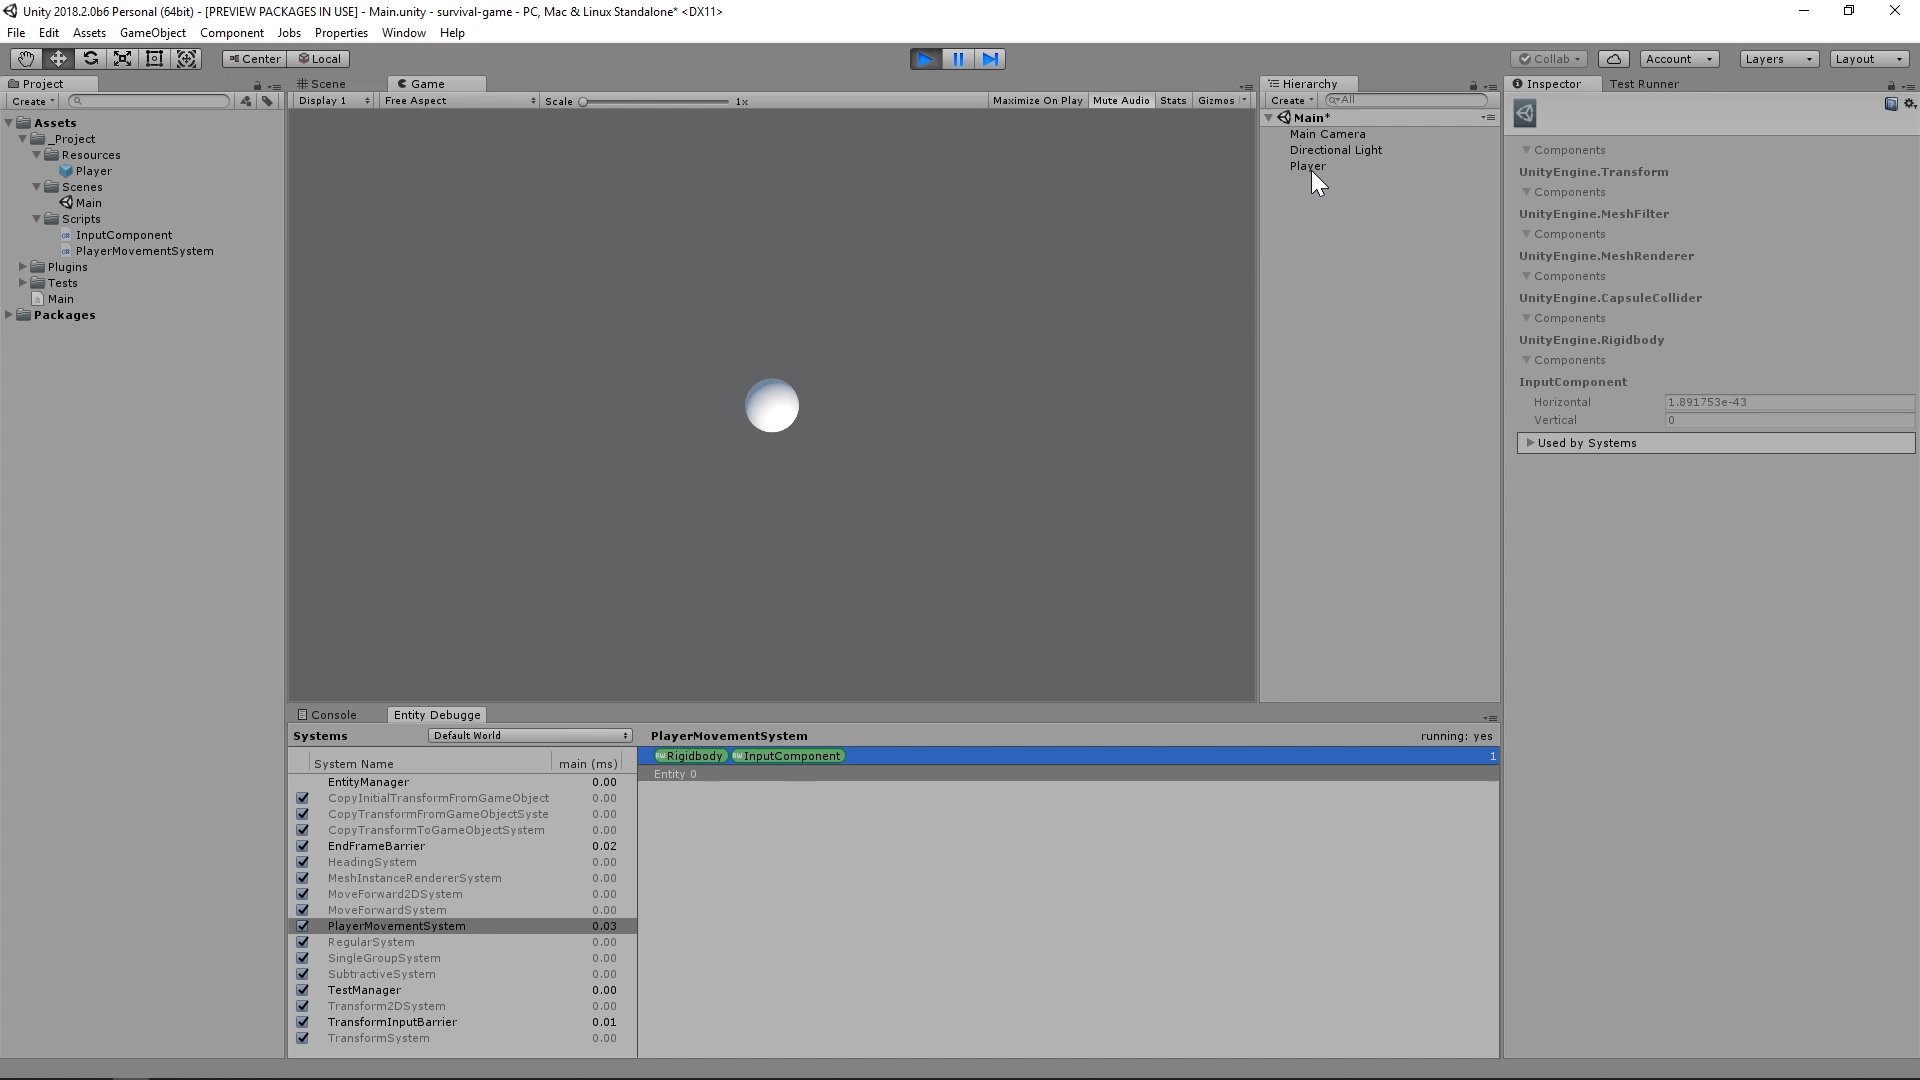 Unity 2018.2.0b6 Personal (64bit) - [PREVIEW PACKAGES IN USE] - Main.unity - survival-game - PC, Mac & Linux Standalone* <DX11>
File Edit Assets GameObject Component Jobs Properties Window Help
Center Local Collab Account Layers Layout
Project
Create
Assets
_Project
Resources
Player
Scenes
Main
Scripts
InputComponent
PlayerMovementSystem
Plugins
Tests
Main
Packages
Scene Game
Display 1 Free Aspect Scale 1x Maximize On Play Mute Audio Stats Gizmos
Hierarchy
Create All
Main*
Main Camera
Directional Light
Player
Inspector Test Runner
Components
UnityEngine.Transform
Components
UnityEngine.MeshFilter
Components
UnityEngine.MeshRenderer
Components
UnityEngine.CapsuleCollider
Components
UnityEngine.Rigidbody
Components
InputComponent
Horizontal 1.891753e-43
Vertical 0
Used by Systems
Console Entity Debugge
Systems Default World
System Name main (ms)
EntityManager 0.00
CopyInitialTransformFromGameObject 0.00
CopyTransformFromGameObjectSyste 0.00
CopyTransformToGameObjectSystem 0.00
EndFrameBarrier 0.02
HeadingSystem 0.00
MeshInstanceRendererSystem 0.00
MoveForward2DSystem 0.00
MoveForwardSystem 0.00
PlayerMovementSystem 0.03
RegularSystem 0.00
SingleGroupSystem 0.00
SubtractiveSystem 0.00
TestManager 0.00
Transform2DSystem 0.00
TransformInputBarrier 0.01
TransformSystem 0.00
PlayerMovementSystem running: yes
RW Rigidbody RW InputComponent 1
Entity 0